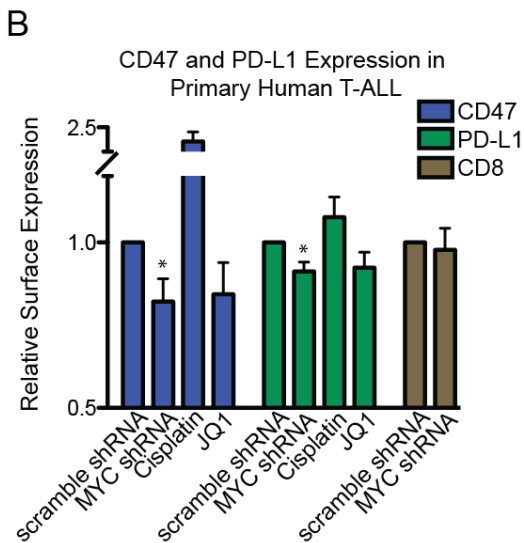 B
CD47 and PD-L1 Expression in
Primary Human T-ALL
CD47
PD-L1
CD8
Relative Surface Expression
2.5
1.0
0.5
*
*
scramble shRNA
MYC shRNA
Cisplatin
JQ1
scramble shRNA
MYC shRNA
Cisplatin
JQ1
scramble shRNA
MYC shRNA